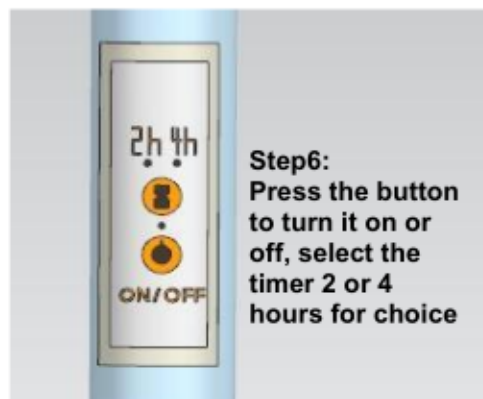 2h 4h
ON/OFF
Step6:
Press the button
to turn it on or
off, select the
timer 2 or 4
hours for choice